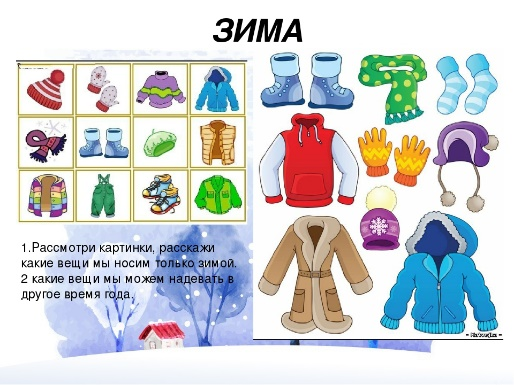 ЗИМА
1.Рассмотри картинки, расскажи
какие вещи мы носим только зимой.
2 какие вещи мы можем надевать в
другое время года.